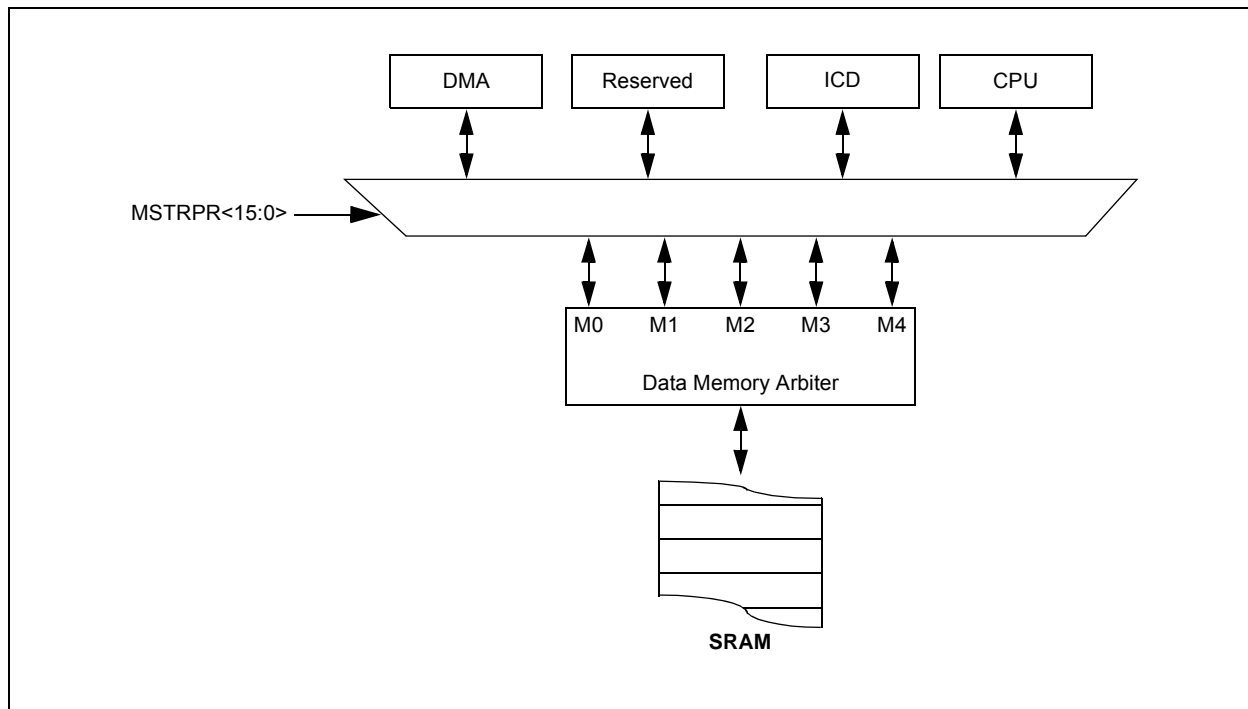 DMA
Reserved
ICD
CPU
MSTRPR<15:0>
M0 M1 M2 M3 M4
Data Memory Arbiter
SRAM